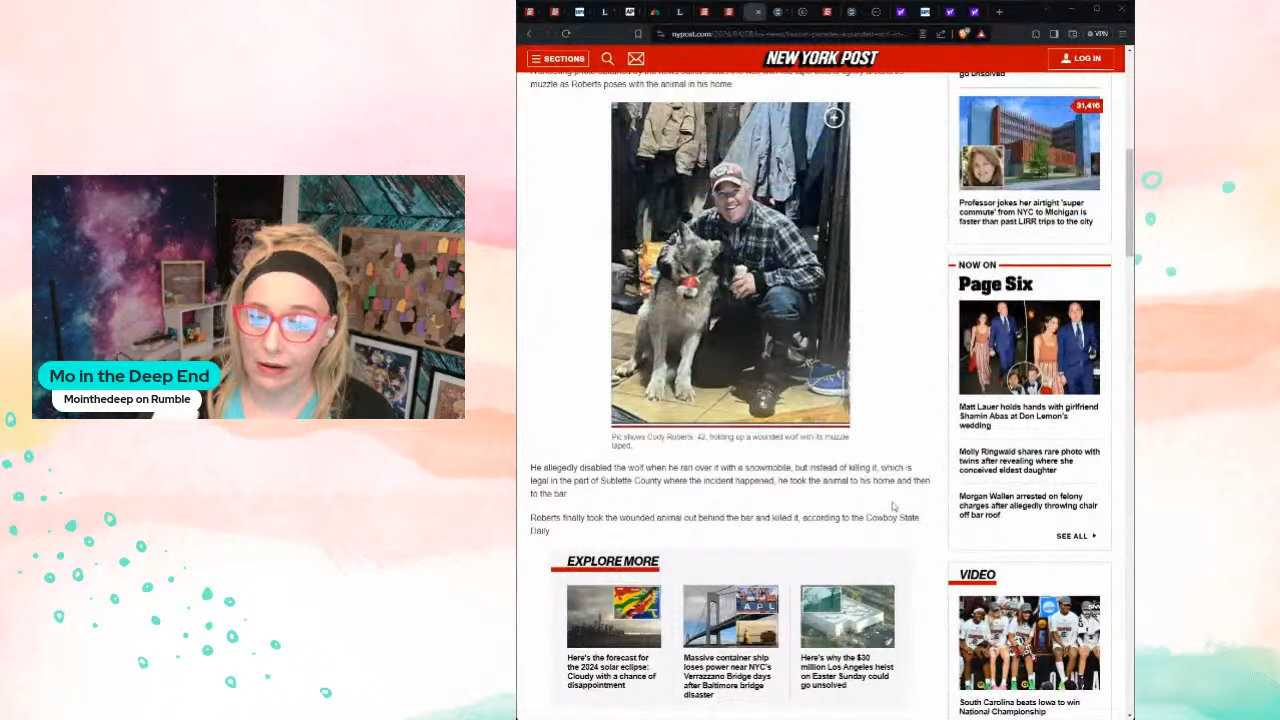 nypost.com
VPN
SECTIONS
NEW YORK POST
LOG IN
muzzle as Roberts poses with the animal in his home.
Pic shows Cody Roberts, 42, trotting up a wounded wolf with its muzzle
taped.
He allegedly disabled the wolf when he ran over it with a snowmobile, but instead of killing it, which is
legal in the part of Sublette County where the incident happened, he took the animal to his home and then
to the bar.
Roberts finally took the wounded animal out behind the bar and killed it, according to the Cowboy State
Daily.
EXPLORE MORE
Here's the forecast for
the 2024 solar eclipse:
Cloudy with a chance of
disappointment
Massive container ship
loses power near NYC's
Verrazzano Bridge days
after Baltimore bridge
disaster
Here's why the $30
million Los Angeles heist
on Easter Sunday could
go unsolved
go unsolved
31,416
Professor jokes her airtight 'super
commute' from NYC to Michigan is
faster than past LIRR trips to the city
NOW ON
Page Six
Matt Lauer holds hands with girlfriend
Shamin Abas at Don Lemon's
wedding
Molly Ringwald shares rare photo with
twins after revealing where she
conceived eldest daughter
Morgan Wallen arrested on felony
charges after allegedly throwing chair
off bar roof
SEE ALL
VIDEO
South Carolina beats Iowa to win
National Championship
Mo in the Deep End
Mointhedeep on Rumble